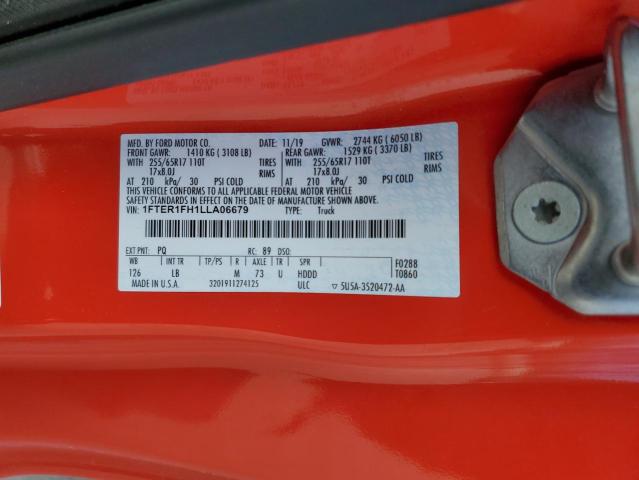 MFD. BY FORD MOTOR CO. DATE: 11/19 GVWR: 2744 KG ( 6050 LB)
FRONT GAWR: 1410 KG ( 3108 LB) REAR GAWR: 1529 KG ( 3370 LB)
WITH 255/65R17 110T TIRES WITH 255/65R17 110T TIRES
17x8.0J RIMS 17x8.0J RIMS
AT 210 kPa/ 30 PSI COLD AT 210 kPa/ 30 PSI COLD
THIS VEHICLE CONFORMS TO ALL APPLICABLE FEDERAL MOTOR VEHICLE
SAFETY STANDARDS IN EFFECT ON THE DATE OF MANUFACTURE SHOWN ABOVE.
VIN: 1FTER1FH1LLA06679 TYPE: Truck
EXT PNT: PQ RC: 89 DSO:
WB INT TR TP/PS R AXLE TR SPR F0288
126 LB M 73 U HDDD T0860
MADE IN U.S.A. 3201911274125 ULC ▽ 5U5A-3520472-AA